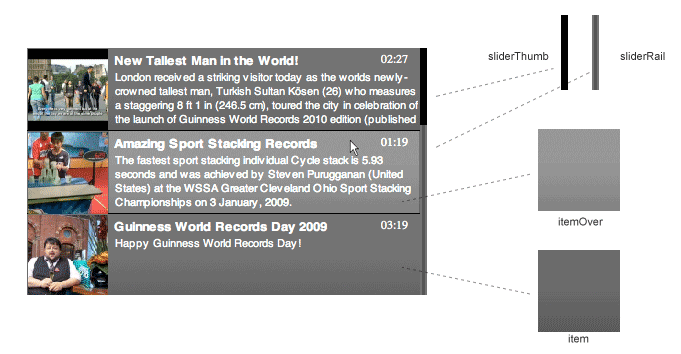 New Tallest Man in the World! 02:27
London received a striking visitor today as the worlds newly-
crowned tallest man, Turkish Sultan Kösen (26) who measures
a staggering 8 ft 1 in (246.5 cm), toured the city in celebration of
the launch of Guinness World Records 2010 edition (published
Amazing Sport Stacking Records 01:19
The fastest sport stacking individual Cycle stack is 5.93
seconds and was achieved by Steven Purugganan (United
States) at the WSSA Greater Cleveland Ohio Sport Stacking
Championships on 3 January, 2009.
Guinness World Records Day 2009 03:19
Happy Guinness World Records Day!
sliderThumb
sliderRail
itemOver
item